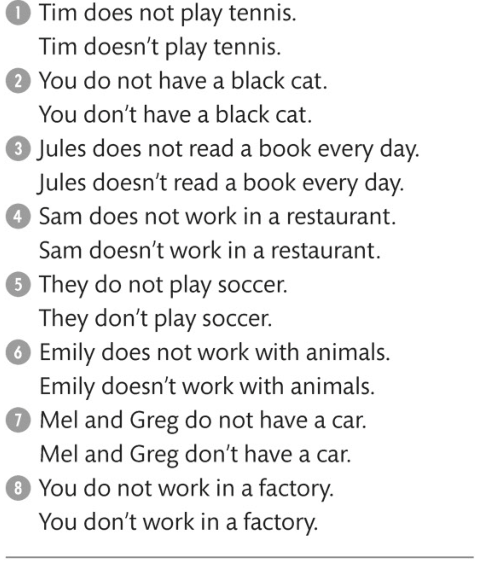 1 Tim does not play tennis.
Tim doesn’t play tennis.
2 You do not have a black cat.
You don’t have a black cat.
3 Jules does not read a book every day.
Jules doesn’t read a book every day.
4 Sam does not work in a restaurant.
Sam doesn’t work in a restaurant.
5 They do not play soccer.
They don’t play soccer.
6 Emily does not work with animals.
Emily doesn’t work with animals.
7 Mel and Greg do not have a car.
Mel and Greg don’t have a car.
8 You do not work in a factory.
You don’t work in a factory.